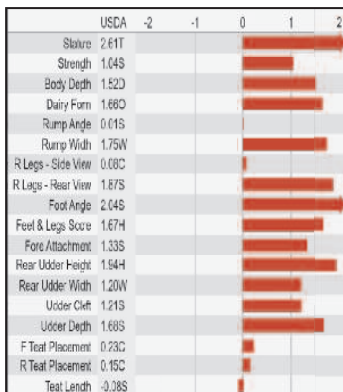 USDA -2 -1 0 1 2
Stature 2.61T
Strength 1.04S
Body Depth 1.52D
Dairy Form 1.66O
Rump Angle 0.01S
Rump Width 1.75W
R Legs - Side View 0.08C
R Legs - Rear View 1.87S
Foot Angle 2.04S
Feet & Legs Score 1.67H
Fore Attachment 1.33S
Rear Udder Height 1.94H
Rear Udder Width 1.20W
Udder Cleft 1.21S
Udder Depth 1.68S
F Teat Placement 0.23C
R Teat Placement 0.15C
Teat Length -0.08S